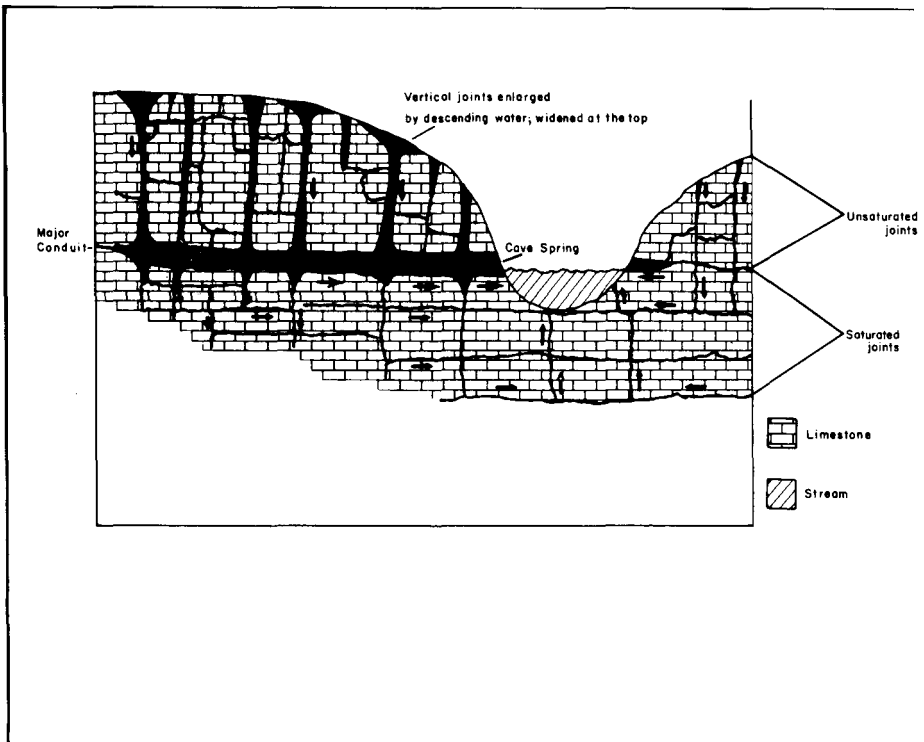 Vertical joints enlarged
by descending water; widened at the top
Major
Conduit
Cave Spring
Unsaturated
joints
Saturated
joints
Limestone
Stream